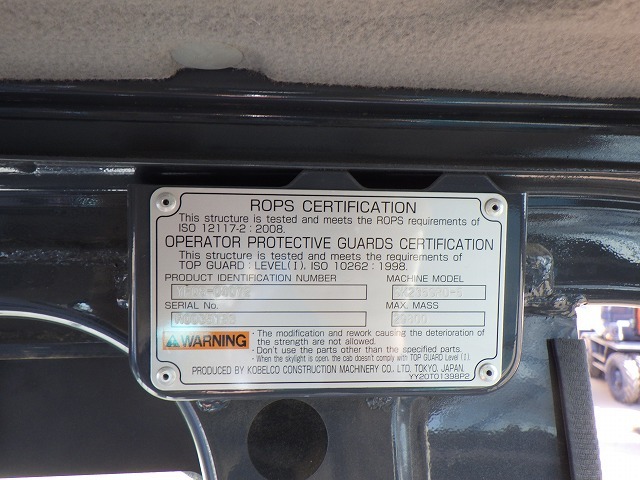 ROPS CERTIFICATION
This structure is tested and meets the ROPS requirements of
ISO 12117-2 : 2008.
OPERATOR PROTECTIVE GUARDS CERTIFICATION
This structure is tested and meets the requirements of
TOP GUARD : LEVEL(I), ISO 10262 : 1998.
PRODUCT IDENTIFICATION NUMBER MACHINE MODEL
SERIAL No. MAX. MASS
WARNING
· The modification and rework causing the deterioration of
the strength are not allowed.
· Don't use the parts other than the specific parts.
· When the skylight is open, the cab doesn't comply with TOP GUARD Level (I).
PRODUCED BY KOBELCO CONSTRUCTION MACHINERY CO., LTD. TOKYO, JAPAN.
YY20T01398P2